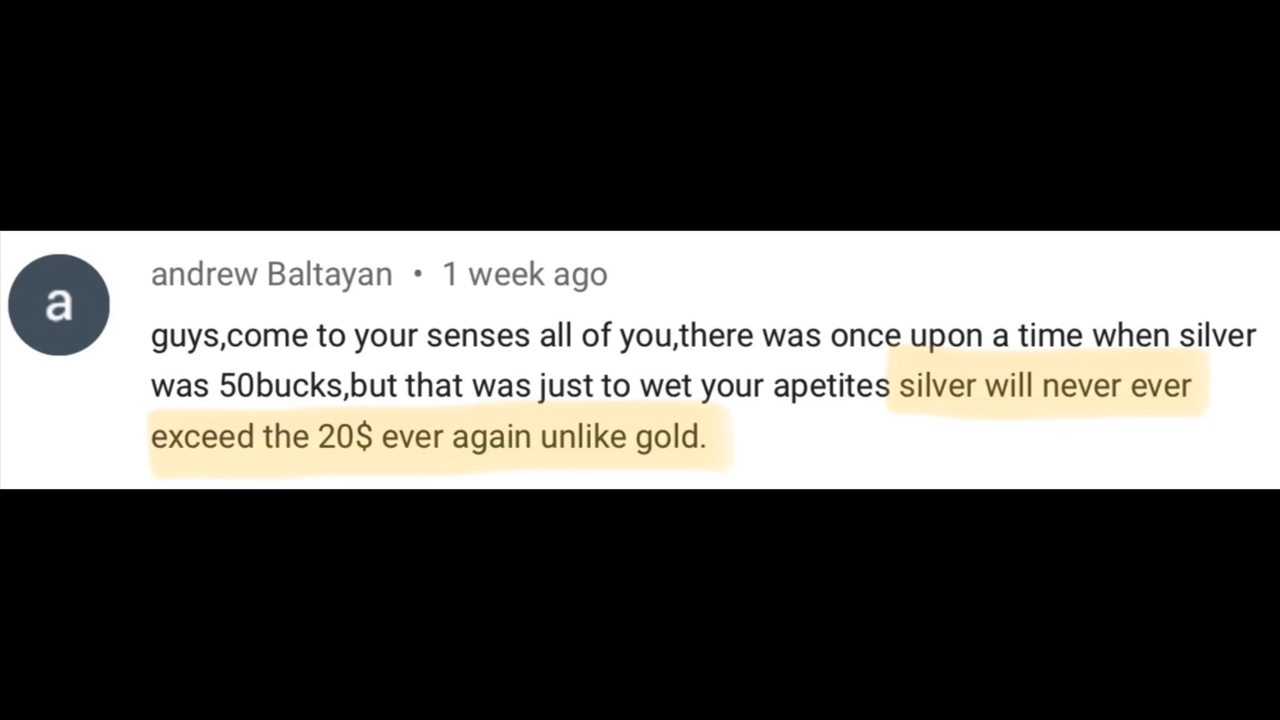 a
andrew Baltayan • 1 week ago
guys,come to your senses all of you,there was once upon a time when silver
was 50bucks,but that was just to wet your apetites silver will never ever
exceed the 20$ ever again unlike gold.